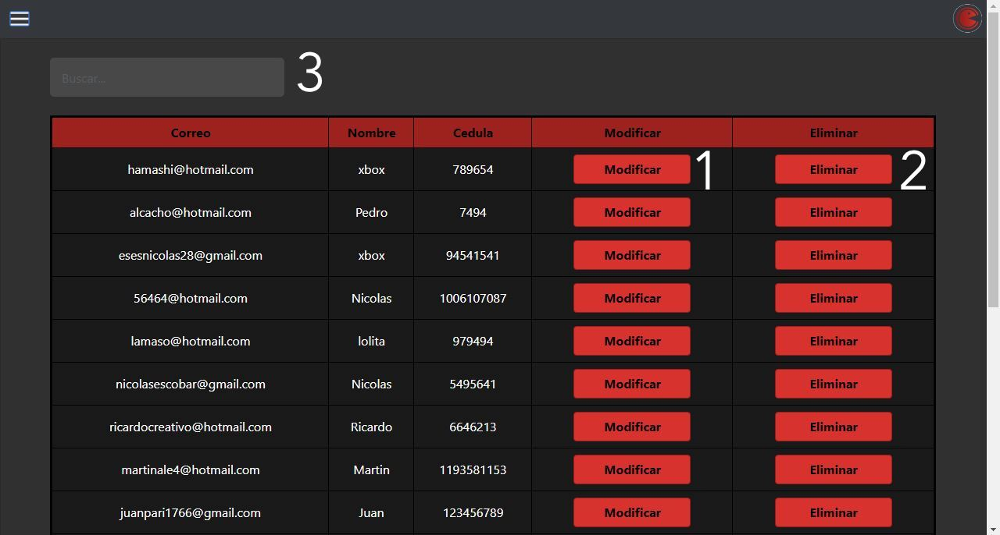 Buscar... 3
Correo Nombre Cedula Modificar Eliminar
hamashi@hotmail.com xbox 789654 Modificar 1 Eliminar 2
alcacho@hotmail.com Pedro 7494 Modificar Eliminar
esesnicolas28@gmail.com xbox 94541541 Modificar Eliminar
56464@hotmail.com Nicolas 1006107087 Modificar Eliminar
lamaso@hotmail.com lolita 979494 Modificar Eliminar
nicolasescobar@gmail.com Nicolas 5495641 Modificar Eliminar
ricardocreativo@hotmail.com Ricardo 6646213 Modificar Eliminar
martinale4@hotmail.com Martin 1193581153 Modificar Eliminar
juanpari1766@gmail.com Juan 123456789 Modificar Eliminar